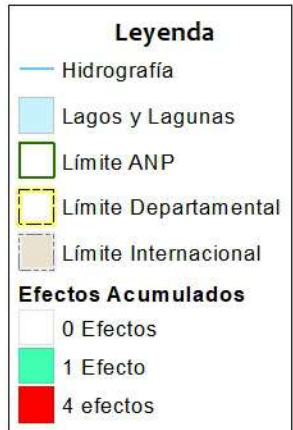 Leyenda
Hidrografía
Lagos y Lagunas
Límite ANP
Límite Departamental
Límite Internacional
Efectos Acumulados
0 Efectos
1 Efecto
4 efectos